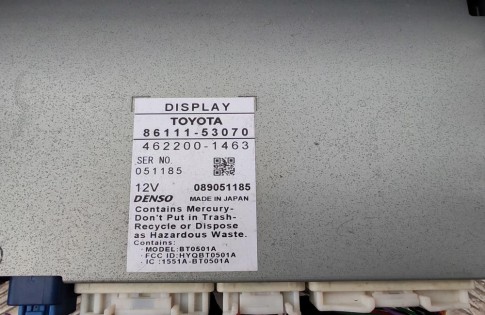 DISPLAY
TOYOTA
86111-53070
462200-1463
SER NO.
051185
12V 089051185
DENSO MADE IN JAPAN
Contains Mercury-
Don't Put in Trash-
Recycle or Dispose
as Hazardous Waste.
Contains:
·MODEL:BT0501A
·FCC ID:HYQBT0501A
·IC :1551A-BT0501A